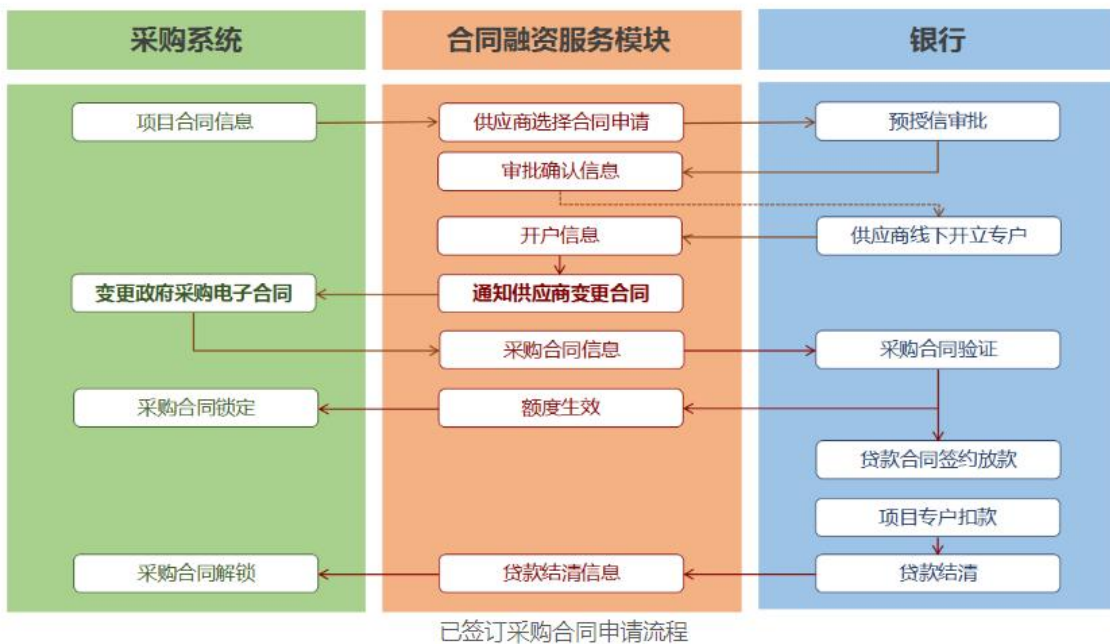 采购系统
合同融资服务模块
银行
项目合同信息
供应商选择合同申请
预授信审批
审批确认信息
开户信息
供应商线下开立专户
变更政府采购电子合同
通知供应商变更合同
采购合同信息
采购合同验证
采购合同锁定
额度生效
贷款合同签约放款
项目专户扣款
采购合同解锁
贷款结清信息
贷款结清
已签订采购合同申请流程